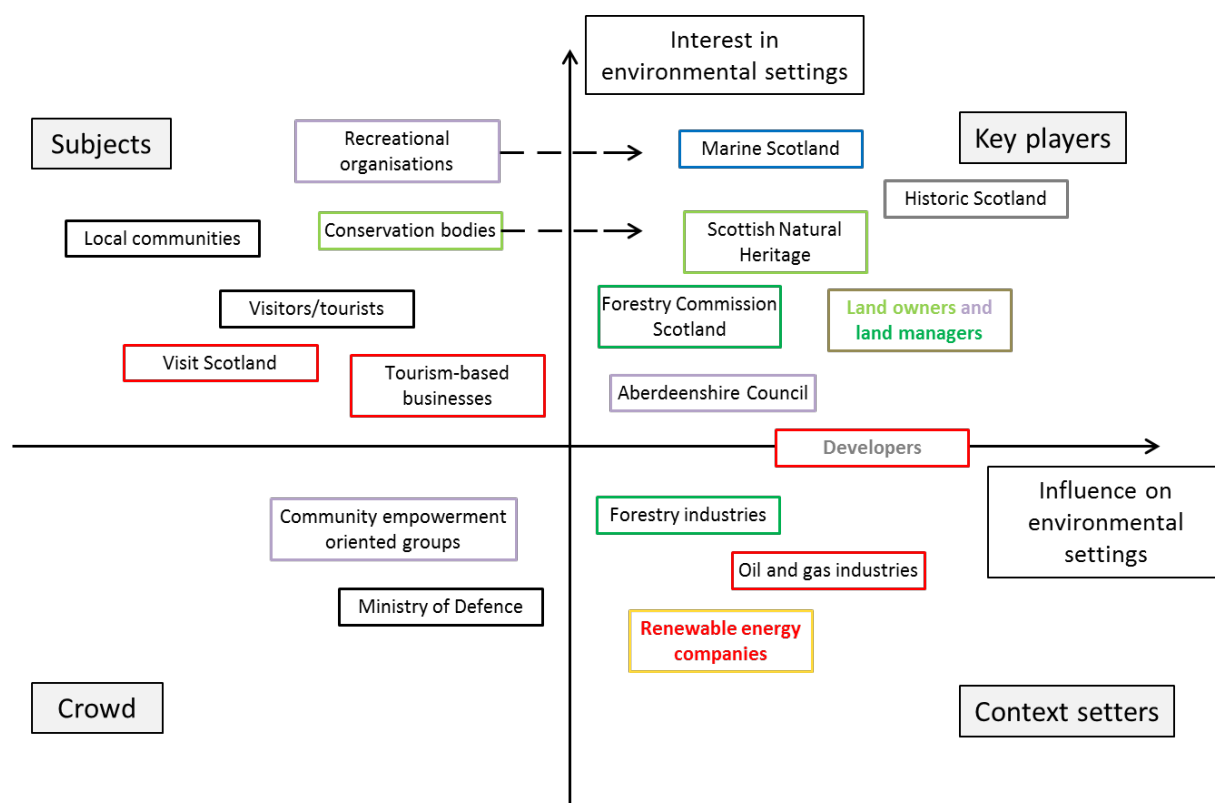 Interest in
environmental settings
Subjects
Recreational
organisations
Marine Scotland
Key players
Historic Scotland
Local communities
Conservation bodies
Scottish Natural
Heritage
Visitors/tourists
Forestry Commission
Scotland
Land owners and
land managers
Visit Scotland
Tourism-based
businesses
Aberdeenshire Council
Developers
Influence on
environmental
settings
Community empowerment
oriented groups
Forestry industries
Oil and gas industries
Ministry of Defence
Renewable energy
companies
Crowd
Context setters